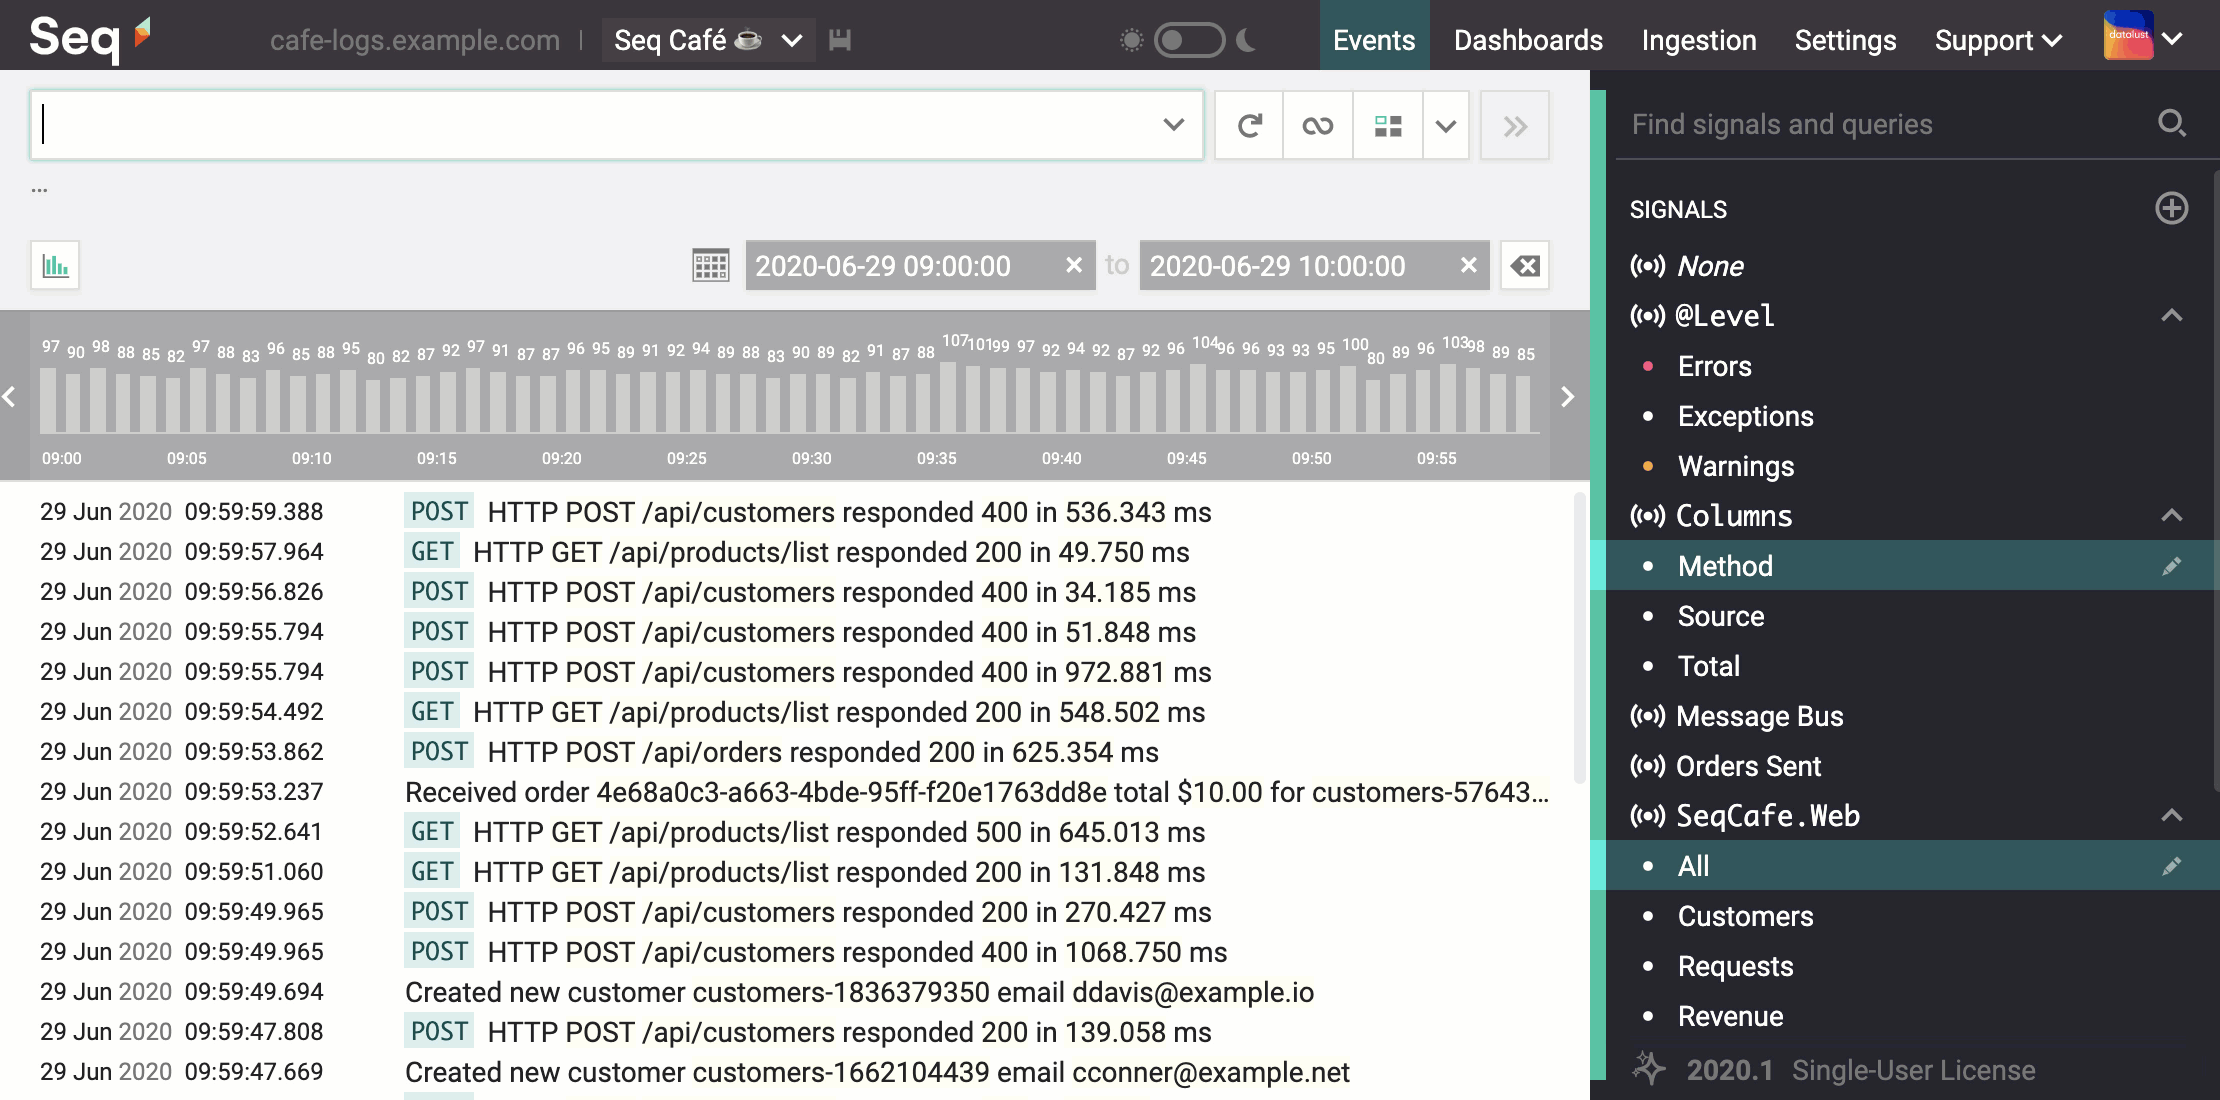 Seq cafe-logs.example.com | Seq Café Events Dashboards Ingestion Settings Support datalust
Find signals and queries
...
2020-06-29 09:00:00 × to 2020-06-29 10:00:00 ×
97 90 98 88 85 82 97 88 83 96 85 88 95 80 82 87 92 97 91 87 87 96 95 89 91 92 94 89 88 83 90 89 82 91 87 88 107 101 99 97 92 94 92 87 92 96 104 96 96 93 93 95 100 80 89 96 103 98 89 85
09:00 09:05 09:10 09:15 09:20 09:25 09:30 09:35 09:40 09:45 09:50 09:55
29 Jun 2020 09:59:59.388 POST HTTP POST /api/customers responded 400 in 536.343 ms
29 Jun 2020 09:59:57.964 GET HTTP GET /api/products/list responded 200 in 49.750 ms
29 Jun 2020 09:59:56.826 POST HTTP POST /api/customers responded 400 in 34.185 ms
29 Jun 2020 09:59:55.794 POST HTTP POST /api/customers responded 400 in 51.848 ms
29 Jun 2020 09:59:55.794 POST HTTP POST /api/customers responded 400 in 972.881 ms
29 Jun 2020 09:59:54.492 GET HTTP GET /api/products/list responded 200 in 548.502 ms
29 Jun 2020 09:59:53.862 POST HTTP POST /api/orders responded 200 in 625.354 ms
29 Jun 2020 09:59:53.237 Received order 4e68a0c3-a663-4bde-95ff-f20e1763dd8e total $10.00 for customers-57643...
29 Jun 2020 09:59:52.641 GET HTTP GET /api/products/list responded 500 in 645.013 ms
29 Jun 2020 09:59:51.060 GET HTTP GET /api/products/list responded 200 in 131.848 ms
29 Jun 2020 09:59:49.965 POST HTTP POST /api/customers responded 200 in 270.427 ms
29 Jun 2020 09:59:49.965 POST HTTP POST /api/customers responded 400 in 1068.750 ms
29 Jun 2020 09:59:49.694 Created new customer customers-1836379350 email ddavis@example.io
29 Jun 2020 09:59:47.808 POST HTTP POST /api/customers responded 200 in 139.058 ms
29 Jun 2020 09:59:47.669 Created new customer customers-1662104439 email cconner@example.net
SIGNALS
None
@Level
Errors
Exceptions
Warnings
Columns
Method
Source
Total
Message Bus
Orders Sent
SeqCafe.Web
All
Customers
Requests
Revenue
2020.1 Single-User License